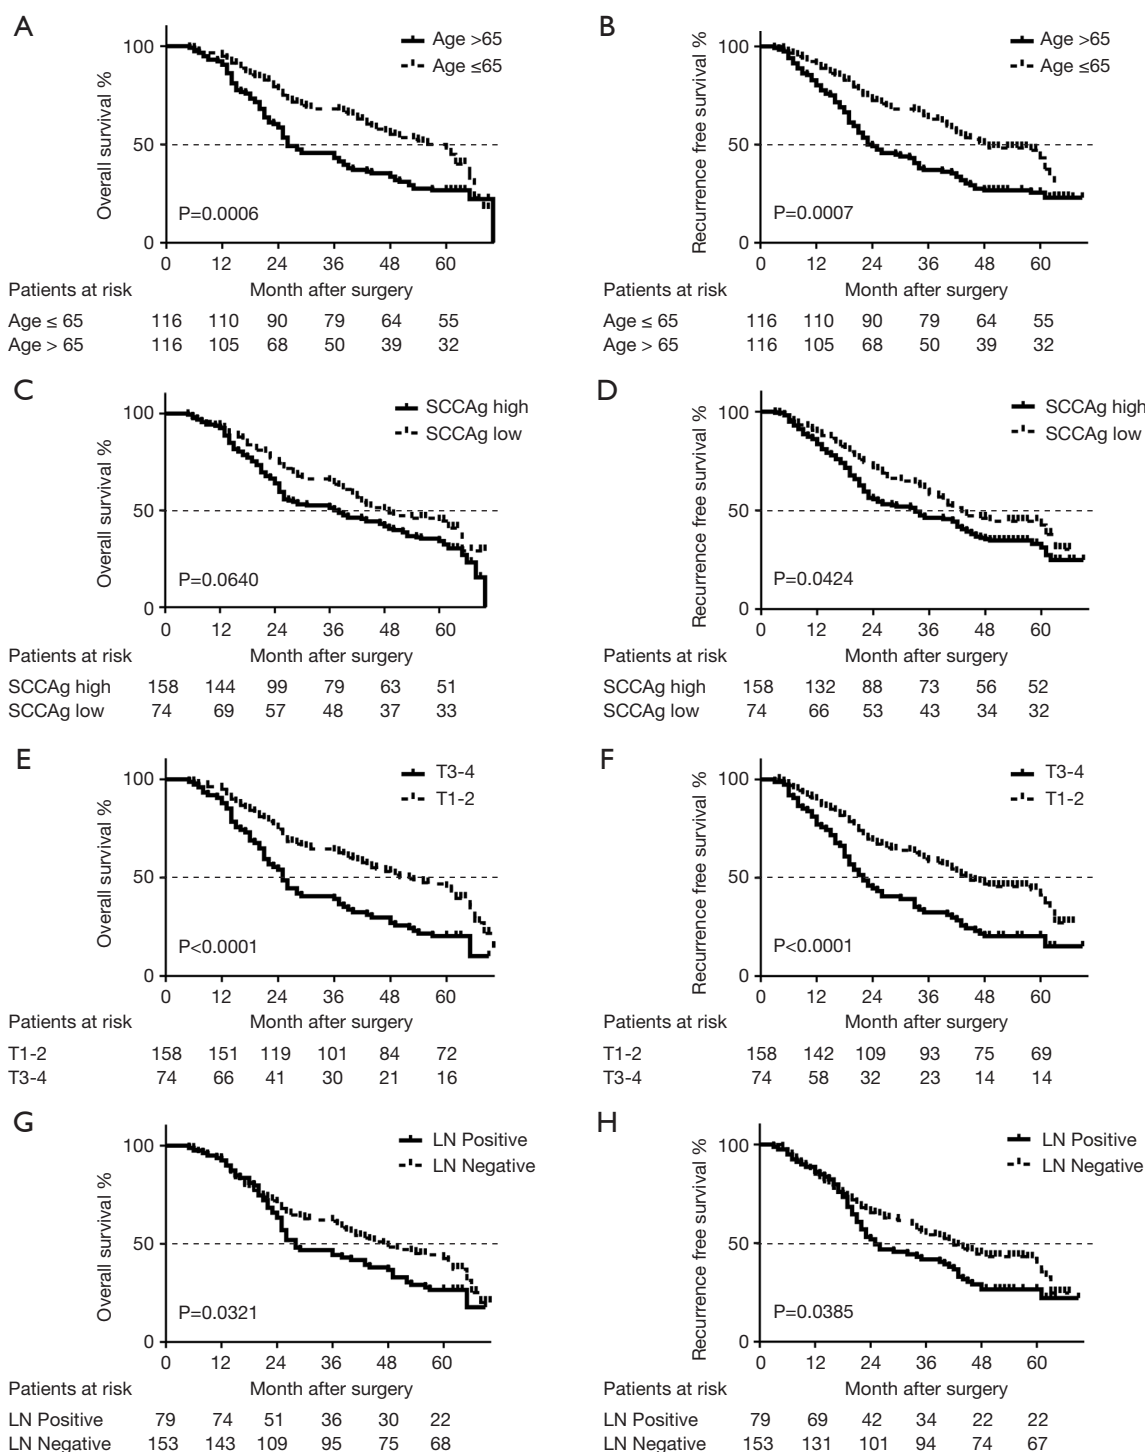 A
Overall survival %
100
50
0
Age >65
Age ≤65
P=0.0006
0 12 24 36 48 60
Patients at risk Month after surgery
Age ≤ 65 116 110 90 79 64 55
Age > 65 116 105 68 50 39 32
B
Recurrence free survival %
100
50
0
Age >65
Age ≤65
P=0.0007
0 12 24 36 48 60
Patients at risk Month after surgery
Age ≤ 65 116 110 90 79 64 55
Age > 65 116 105 68 50 39 32
C
Overall survival %
100
50
0
SCCAg high
SCCAg low
P=0.0640
0 12 24 36 48 60
Patients at risk Month after surgery
SCCAg high 158 144 99 79 63 51
SCCAg low 74 69 57 48 37 33
D
Recurrence free survival %
100
50
0
SCCAg high
SCCAg low
P=0.0424
0 12 24 36 48 60
Patients at risk Month after surgery
SCCAg high 158 132 88 73 56 52
SCCAg low 74 66 53 43 34 32
E
Overall survival %
100
50
0
T3-4
T1-2
P<0.0001
0 12 24 36 48 60
Patients at risk Month after surgery
T1-2 158 151 119 101 84 72
T3-4 74 66 41 30 21 16
F
Recurrence free survival %
100
50
0
T3-4
T1-2
P<0.0001
0 12 24 36 48 60
Patients at risk Month after surgery
T1-2 158 142 109 93 75 69
T3-4 74 58 32 23 14 14
G
Overall survival %
100
50
0
LN Positive
LN Negative
P=0.0321
0 12 24 36 48 60
Patients at risk Month after surgery
LN Positive 79 74 51 36 30 22
LN Negative 153 143 109 95 75 68
H
Recurrence free survival %
100
50
0
LN Positive
LN Negative
P=0.0385
0 12 24 36 48 60
Patients at risk Month after surgery
LN Positive 79 69 42 34 22 22
LN Negative 153 131 101 94 74 67